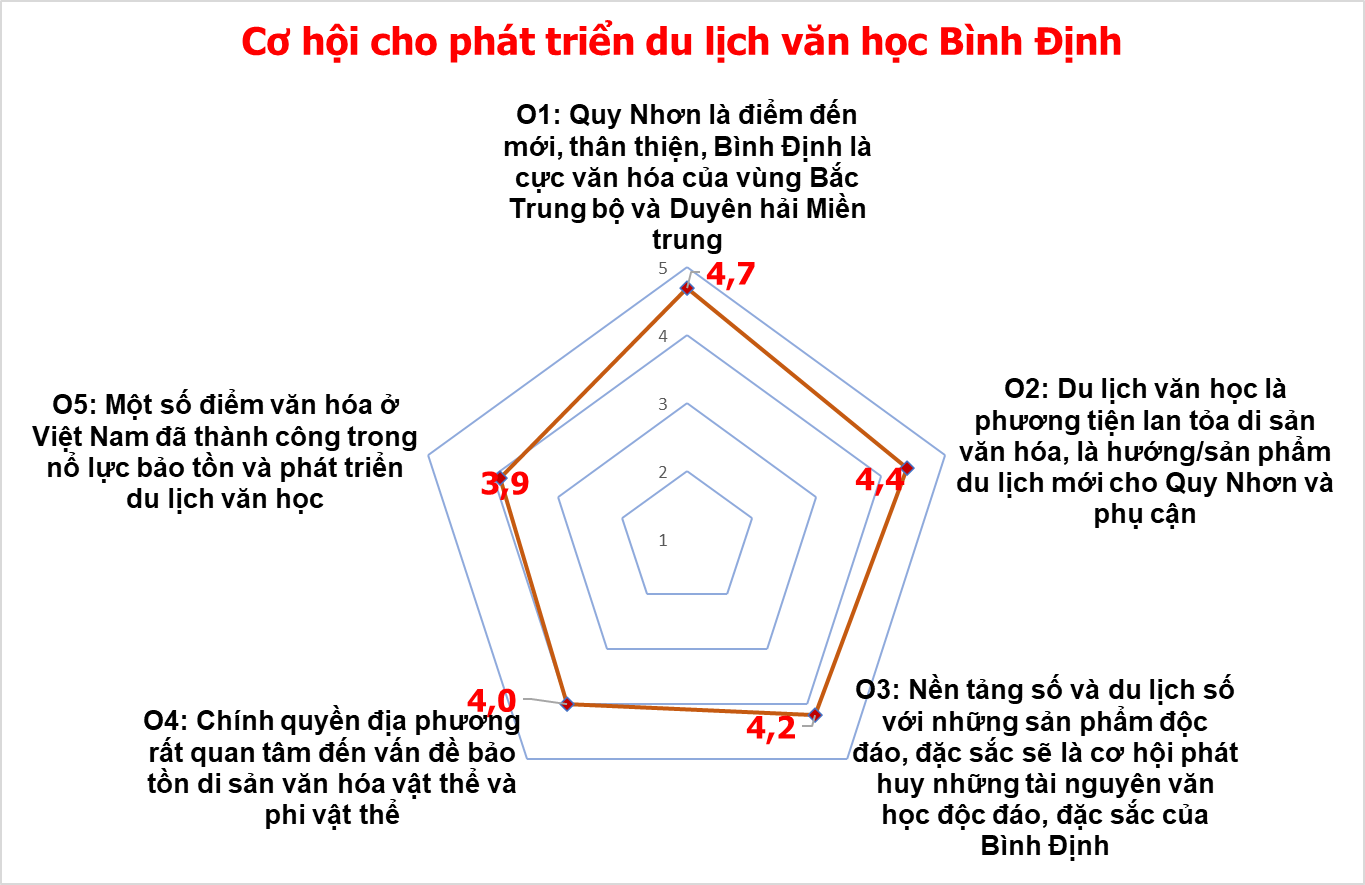 Cơ hội cho phát triển du lịch văn học Bình Định
O1: Quy Nhơn là điểm đến
mới, thân thiện, Bình Định là
cực văn hóa của vùng Bắc
Trung bộ và Duyên hải Miền
trung
5
4,7
4
3
2
1
O2: Du lịch văn học là
phương tiện lan tỏa di sản
văn hóa, là hướng/sản phẩm
du lịch mới cho Quy Nhơn và
phụ cận
4,4
O3: Nền tảng số và du lịch số
với những sản phẩm độc
đáo, đặc sắc sẽ là cơ hội phát
huy những tài nguyên văn
học độc đáo, đặc sắc của
Bình Định
4,2
4,0
O4: Chính quyền địa phương
rất quan tâm đến vấn đề bảo
tồn di sản văn hóa vật thể và
phi vật thể
O5: Một số điểm văn hóa ở
Việt Nam đã thành công trong
nổ lực bảo tồn và phát triển
du lịch văn học
3,9